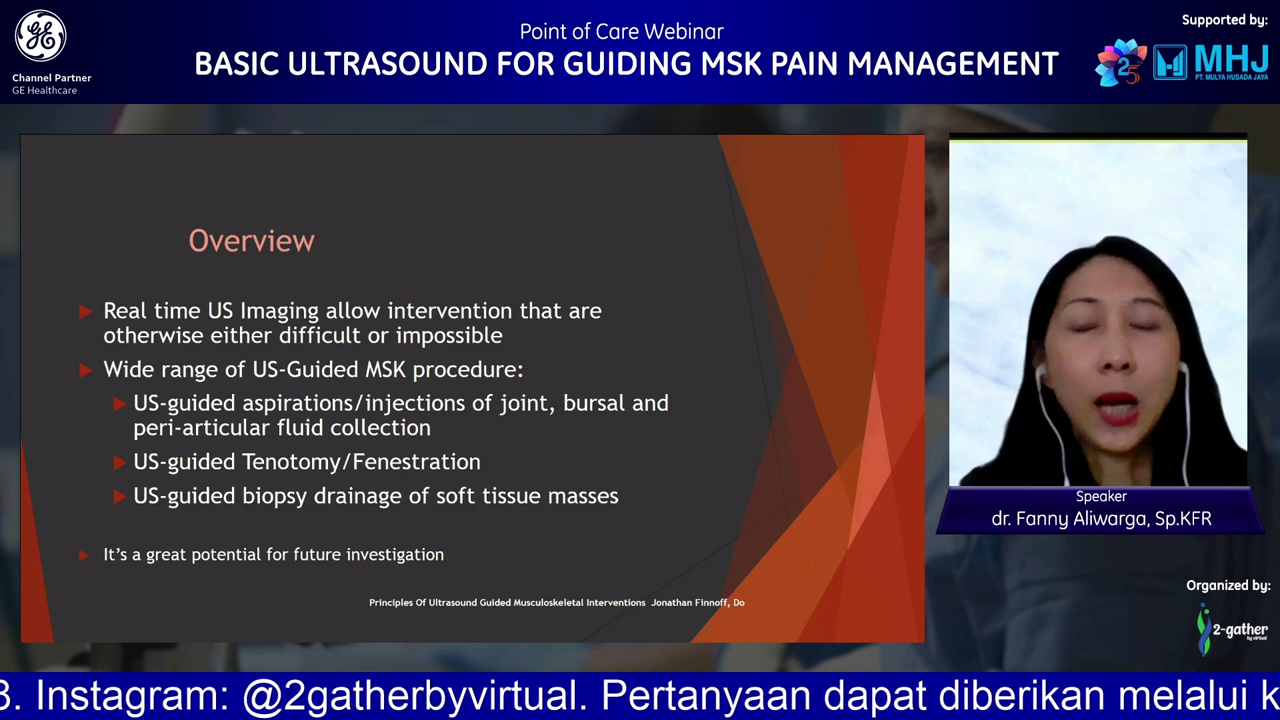 Point of Care Webinar
BASIC ULTRASOUND FOR GUIDING MSK PAIN MANAGEMENT
GE
Channel Partner
GE Healthcare
Supported by:
25
MHJ
PT. MULYA HUSADA JAYA
Overview
Real time US Imaging allow intervention that are
otherwise either difficult or impossible
Wide range of US-Guided MSK procedure:
US-guided aspirations/injections of joint, bursal and
peri-articular fluid collection
US-guided Tenotomy/Fenestration
US-guided biopsy drainage of soft tissue masses
It's a great potential for future investigation
Principles Of Ultrasound Guided Musculoskeletal Interventions Jonathan Finnoff, Do
Speaker
dr. Fanny Aliwarga, Sp.KFR
Organized by:
2-gather
by virtual
3. Instagram: @2gatherbyvirtual. Pertanyaan dapat diberikan melalui k